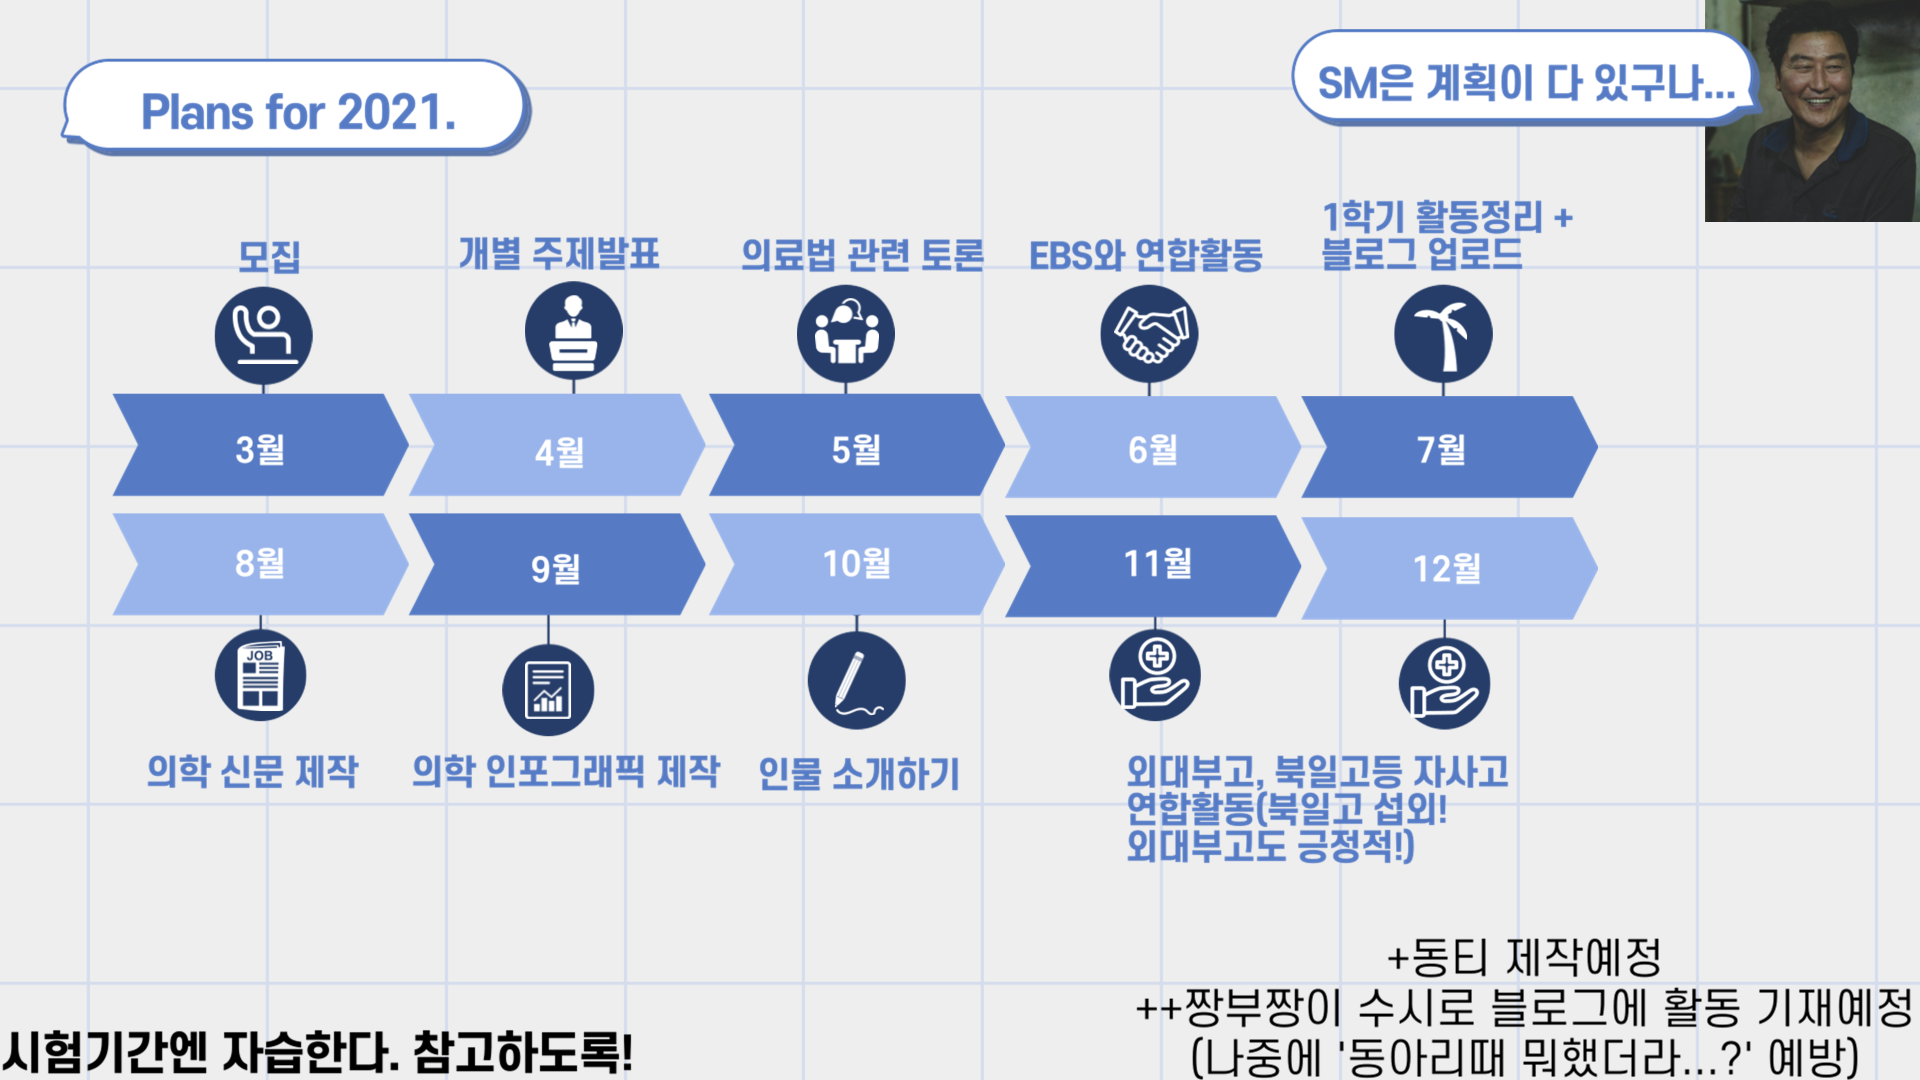 Plans for 2021.
SM은 계획이 다 있구나...
모집
개별 주제발표
의료법 관련 토론
EBS와 연합활동
1학기 활동정리 +
블로그 업로드
3월
4월
5월
6월
7월
8월
9월
10월
11월
12월
JOB
의학 신문 제작
의학 인포그래픽 제작
인물 소개하기
외대부고, 북일고등 자사고
연합활동(북일고 섭외!
외대부고도 긍정적!)
+동티 제작예정
++짱부짱이 수시로 블로그에 활동 기재예정
(나중에 '동아리때 뭐했더라...?' 예방)
시험기간엔 자습한다. 참고하도록!